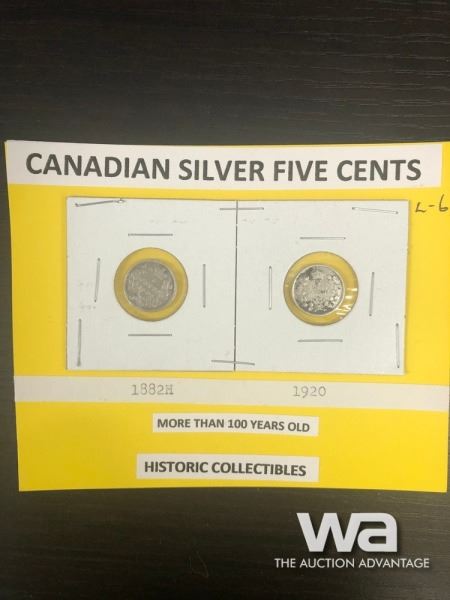 CANADIAN SILVER FIVE CENTS
L-6
1882H 1920
MORE THAN 100 YEARS OLD
HISTORIC COLLECTIBLES
wa
THE AUCTION ADVANTAGE